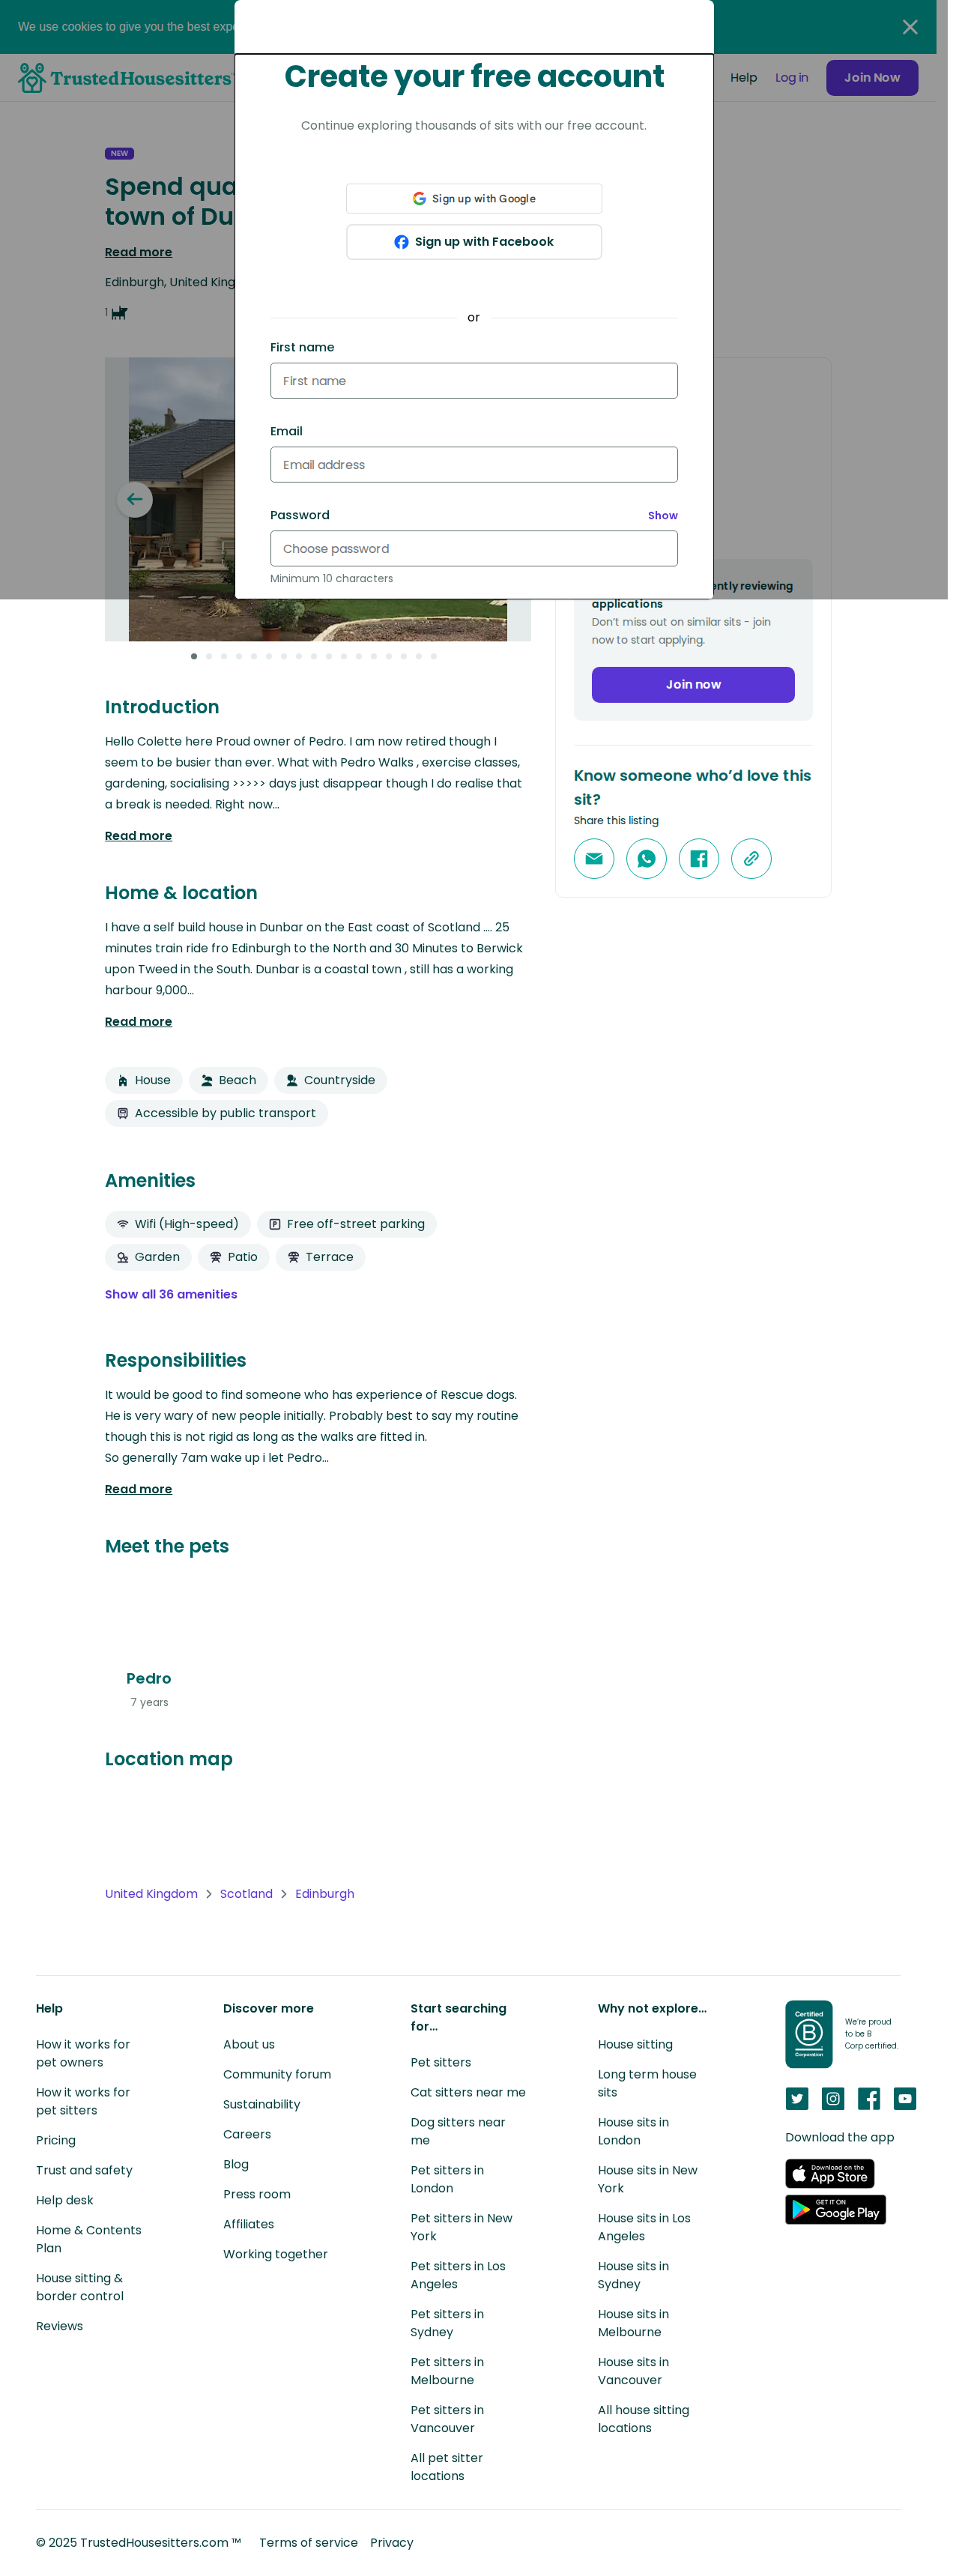 We use cookies to give you the best expe
TrustedHousesitters
Help
Log in
Join Now
Create your free account
Continue exploring thousands of sits with our free account.
Sign up with Google
Sign up with Facebook
or
First name
First name
Email
Email address
Password
Show
Choose password
Minimum 10 characters
NEW
Spend qua
town of Du
Read more
Edinburgh, United King
1
ently reviewing
applications
Don’t miss out on similar sits - join
now to start applying.
Join now
Know someone who’d love this
sit?
Share this listing
Introduction
Hello Colette here Proud owner of Pedro. I am now retired though I
seem to be busier than ever. What with Pedro Walks , exercise classes,
gardening, socialising >>>>> days just disappear though I do realise that
a break is needed. Right now...
Read more
Home & location
I have a self build house in Dunbar on the East coast of Scotland .... 25
minutes train ride fro Edinburgh to the North and 30 Minutes to Berwick
upon Tweed in the South. Dunbar is a coastal town , still has a working
harbour 9,000...
Read more
House
Beach
Countryside
Accessible by public transport
Amenities
Wifi (High-speed)
Free off-street parking
Garden
Patio
Terrace
Show all 36 amenities
Responsibilities
It would be good to find someone who has experience of Rescue dogs.
He is very wary of new people initially. Probably best to say my routine
though this is not rigid as long as the walks are fitted in.
So generally 7am wake up i let Pedro...
Read more
Meet the pets
Pedro
7 years
Location map
United Kingdom
Scotland
Edinburgh
Help
How it works for
pet owners
How it works for
pet sitters
Pricing
Trust and safety
Help desk
Home & Contents
Plan
House sitting &
border control
Reviews
Discover more
About us
Community forum
Sustainability
Careers
Blog
Press room
Affiliates
Working together
Start searching
for...
Pet sitters
Cat sitters near me
Dog sitters near
me
Pet sitters in
London
Pet sitters in New
York
Pet sitters in Los
Angeles
Pet sitters in
Sydney
Pet sitters in
Melbourne
Pet sitters in
Vancouver
All pet sitter
locations
Why not explore...
House sitting
Long term house
sits
House sits in
London
House sits in New
York
House sits in Los
Angeles
House sits in
Sydney
House sits in
Melbourne
House sits in
Vancouver
All house sitting
locations
Certified
B
Corporation
We’re proud
to be B
Corp certified.
Download the app
Download on the
App Store
GET IT ON
Google Play
© 2025 TrustedHousesitters.com ™
Terms of service
Privacy